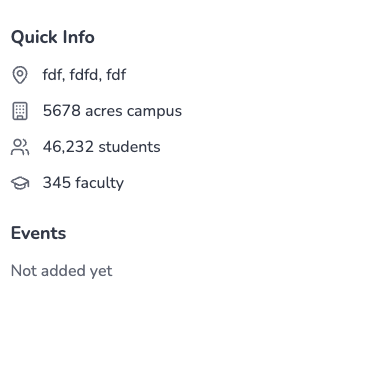 Quick Info
fdf, fdfd, fdf
5678 acres campus
46,232 students
345 faculty
Events
Not added yet